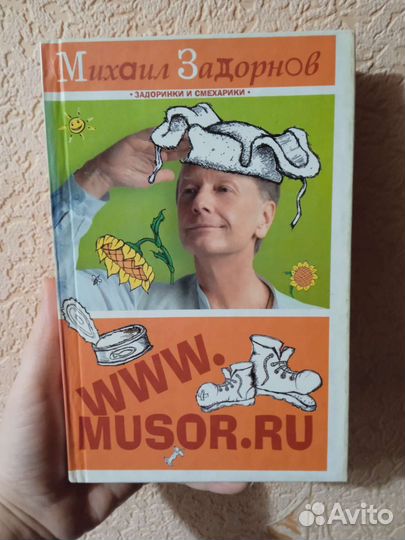 Михаил Задорнов
• ЗАДОРИНКИ И СМЕХАРИКИ •
WWW.
MUSOR.RU
Avito